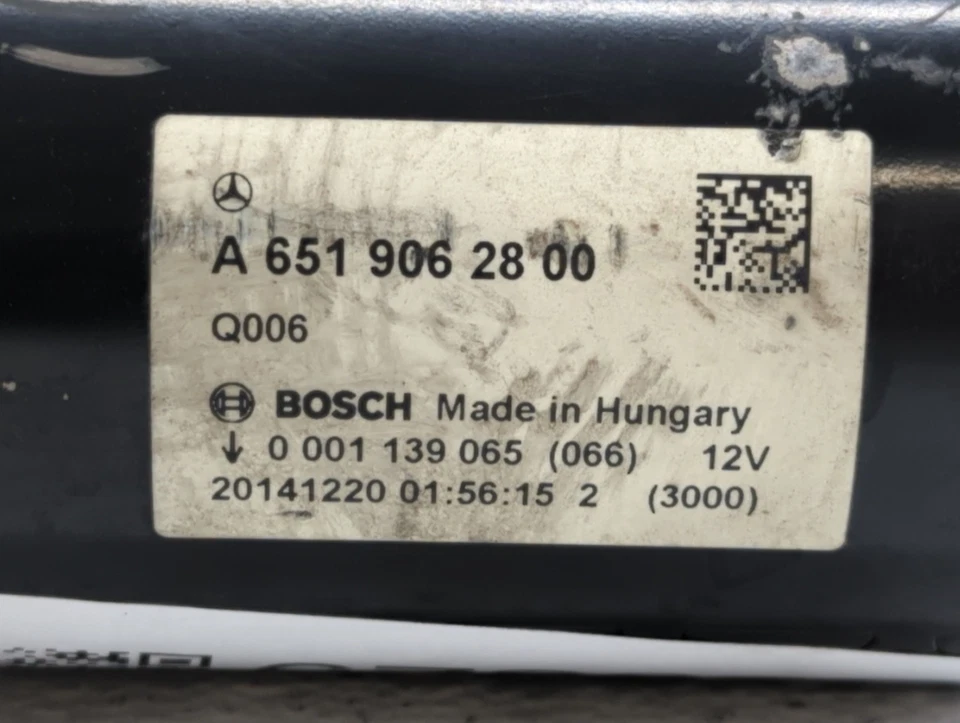 A 651 906 28 00
Q006
BOSCH Made in Hungary
↓ 0 001 139 065 (066) 12V
20141220 01:56:15 2 (3000)